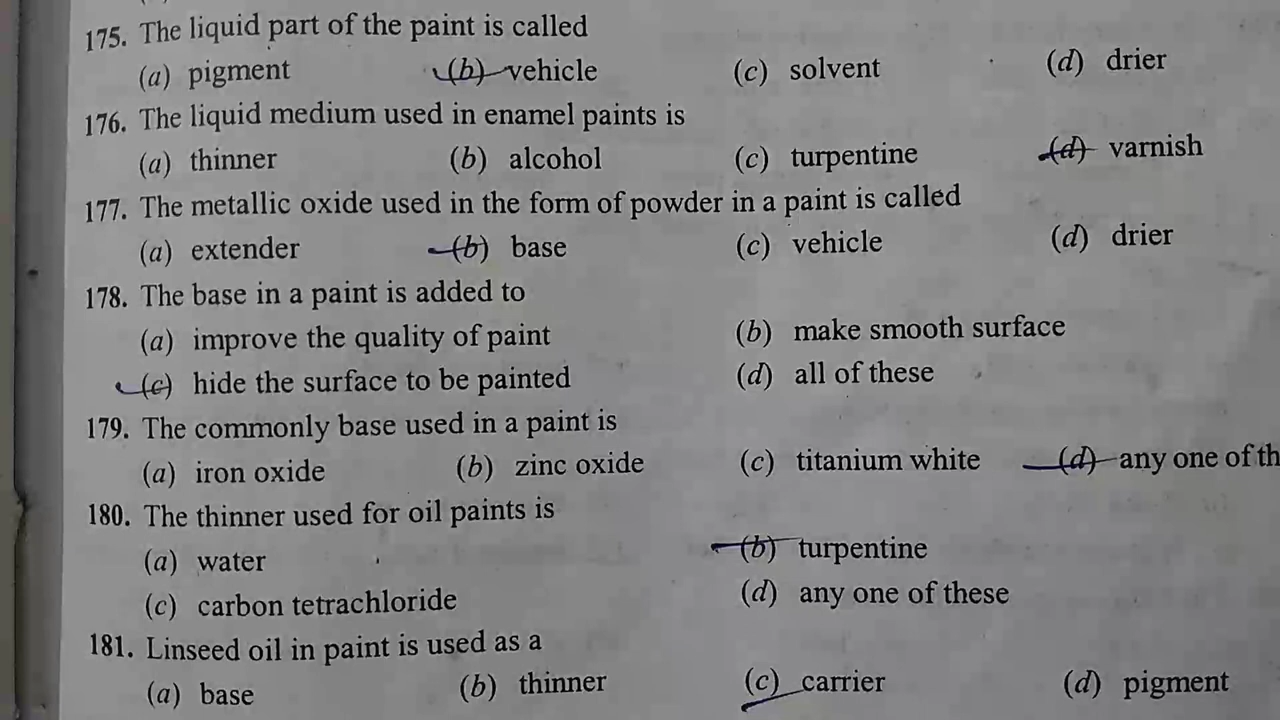 175. The liquid part of the paint is called
(a) pigment (b) vehicle (c) solvent (d) drier
176. The liquid medium used in enamel paints is
(a) thinner (b) alcohol (c) turpentine (d) varnish
177. The metallic oxide used in the form of powder in a paint is called
(a) extender (b) base (c) vehicle (d) drier
178. The base in a paint is added to
(a) improve the quality of paint (b) make smooth surface
(c) hide the surface to be painted (d) all of these
179. The commonly base used in a paint is
(a) iron oxide (b) zinc oxide (c) titanium white (d) any one of th
180. The thinner used for oil paints is
(a) water (b) turpentine
(c) carbon tetrachloride (d) any one of these
181. Linseed oil in paint is used as a
(a) base (b) thinner (c) carrier (d) pigment